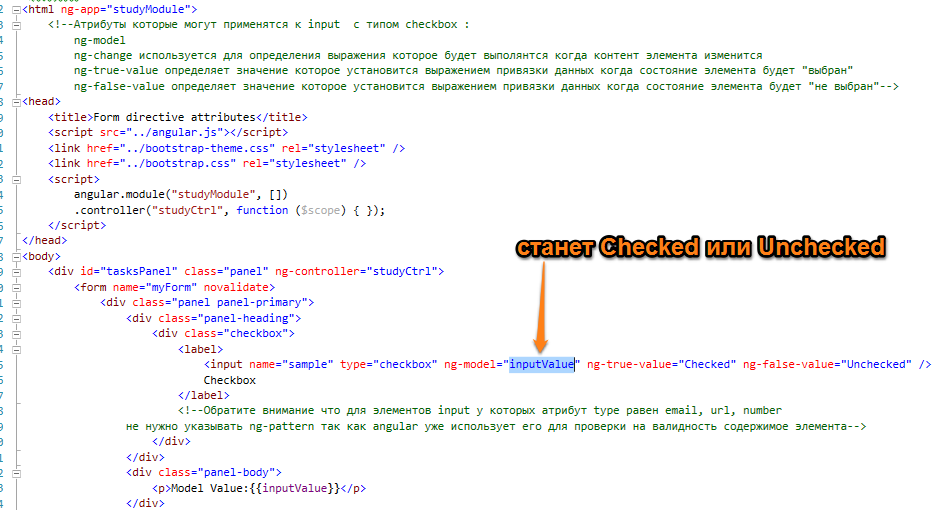 <html ng-app="studyModule">
<!--Атрибуты которые могут применятся к input с типом checkbox :
ng-model
ng-change используется для определения выражения которое будет выполянтся когда контент элемента изменится
ng-true-value определяет значение которое установится выражением привязки данных когда состояние элемента будет "выбран"
ng-false-value определяет значение которое установится выражением привязки данных когда состояние элемента будет "не выбран"-->
<head>
<title>Form directive attributes</title>
<script src="../angular.js"></script>
<link href="../bootstrap-theme.css" rel="stylesheet" />
<link href="../bootstrap.css" rel="stylesheet" />
<script>
angular.module("studyModule", [])
.controller("studyCtrl", function ($scope) { });
</script>
</head>
<body>
станет Checked или Unchecked
<div id="tasksPanel" class="panel" ng-controller="studyCtrl">
<form name="myForm" novalidate>
<div class="panel panel-primary">
<div class="panel-heading">
<div class="checkbox">
<label>
<input name="sample" type="checkbox" ng-model="inputValue" ng-true-value="Checked" ng-false-value="Unchecked" />
Checkbox
</label>
<!--Обратите внимание что для элементов input у которых атрибут type равен email, url, number
не нужно указывать ng-pattern так как angular уже использует его для проверки на валидность содержимое элемента-->
</div>
</div>
<div class="panel-body">
<p>Model Value:{{inputValue}}</p>
</div>